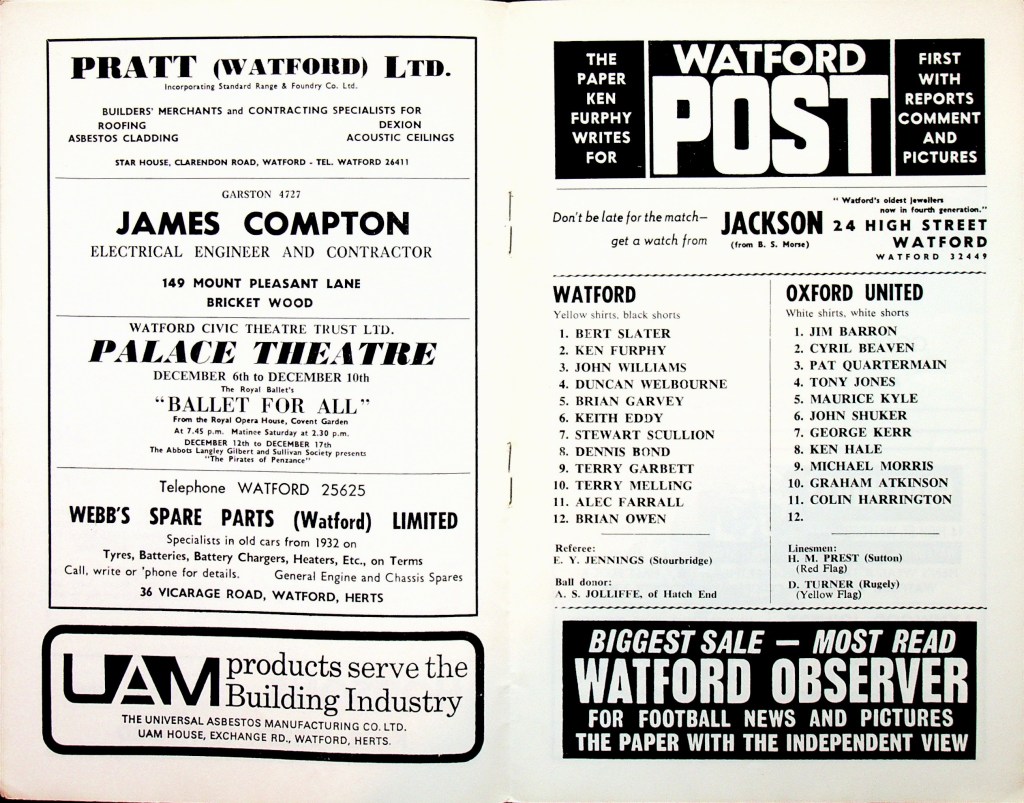 PRATT (WATFORD) LTD.
Incorporating Standard Range & Foundry Co. Ltd.
BUILDERS' MERCHANTS and CONTRACTING SPECIALISTS FOR
ROOFING DEXION
ASBESTOS CLADDING ACOUSTIC CEILINGS
STAR HOUSE, CLARENDON ROAD, WATFORD - TEL. WATFORD 26411
GARSTON 4727
JAMES COMPTON
ELECTRICAL ENGINEER AND CONTRACTOR
149 MOUNT PLEASANT LANE
BRICKET WOOD
WATFORD CIVIC THEATRE TRUST LTD.
PALACE THEATRE
DECEMBER 6th to DECEMBER 10th
The Royal Ballet's
"BALLET FOR ALL"
From the Royal Opera House, Covent Garden
At 7.45 p.m. Matinee Saturday at 2.30 p.m.
DECEMBER 12th to DECEMBER 17th
The Abbots Langley Gilbert and Sullivan Society presents
"The Pirates of Penzance"
Telephone WATFORD 25625
WEBB'S SPARE PARTS (Watford) LIMITED
Specialists in old cars from 1932 on
Tyres, Batteries, Battery Chargers, Heaters, Etc., on Terms
Call, write or 'phone for details. General Engine and Chassis Spares
36 VICARAGE ROAD, WATFORD, HERTS
UAM products serve the
Building Industry
THE UNIVERSAL ASBESTOS MANUFACTURING CO. LTD.
UAM HOUSE, EXCHANGE RD., WATFORD, HERTS.
THE
PAPER
KEN
FURPHY
WRITES
FOR
WATFORD
POST
FIRST
WITH
REPORTS
COMMENT
AND
PICTURES
Don't be late for the match—
get a watch from
JACKSON
(from B. S. Morse)
"Watford's oldest jewellers
now in fourth generation."
24 HIGH STREET
WATFORD
WATFORD 32449
WATFORD
Yellow shirts, black shorts
1. BERT SLATER
2. KEN FURPHY
3. JOHN WILLIAMS
4. DUNCAN WELBOURNE
5. BRIAN GARVEY
6. KEITH EDDY
7. STEWART SCULLION
8. DENNIS BOND
9. TERRY GARBETT
10. TERRY MELLING
11. ALEC FARRALL
12. BRIAN OWEN
Referee:
E. Y. JENNINGS (Stourbridge)
Ball donor:
A. S. JOLLIFFE, of Hatch End
OXFORD UNITED
White shirts, white shorts
1. JIM BARRON
2. CYRIL BEAVEN
3. PAT QUARTERMAIN
4. TONY JONES
5. MAURICE KYLE
6. JOHN SHUKER
7. GEORGE KERR
8. KEN HALE
9. MICHAEL MORRIS
10. GRAHAM ATKINSON
11. COLIN HARRINGTON
12.
Linesmen:
H. M. PREST (Sutton)
(Red Flag)
D. TURNER (Rugely)
(Yellow Flag)
BIGGEST SALE — MOST READ
WATFORD OBSERVER
FOR FOOTBALL NEWS AND PICTURES
THE PAPER WITH THE INDEPENDENT VIEW